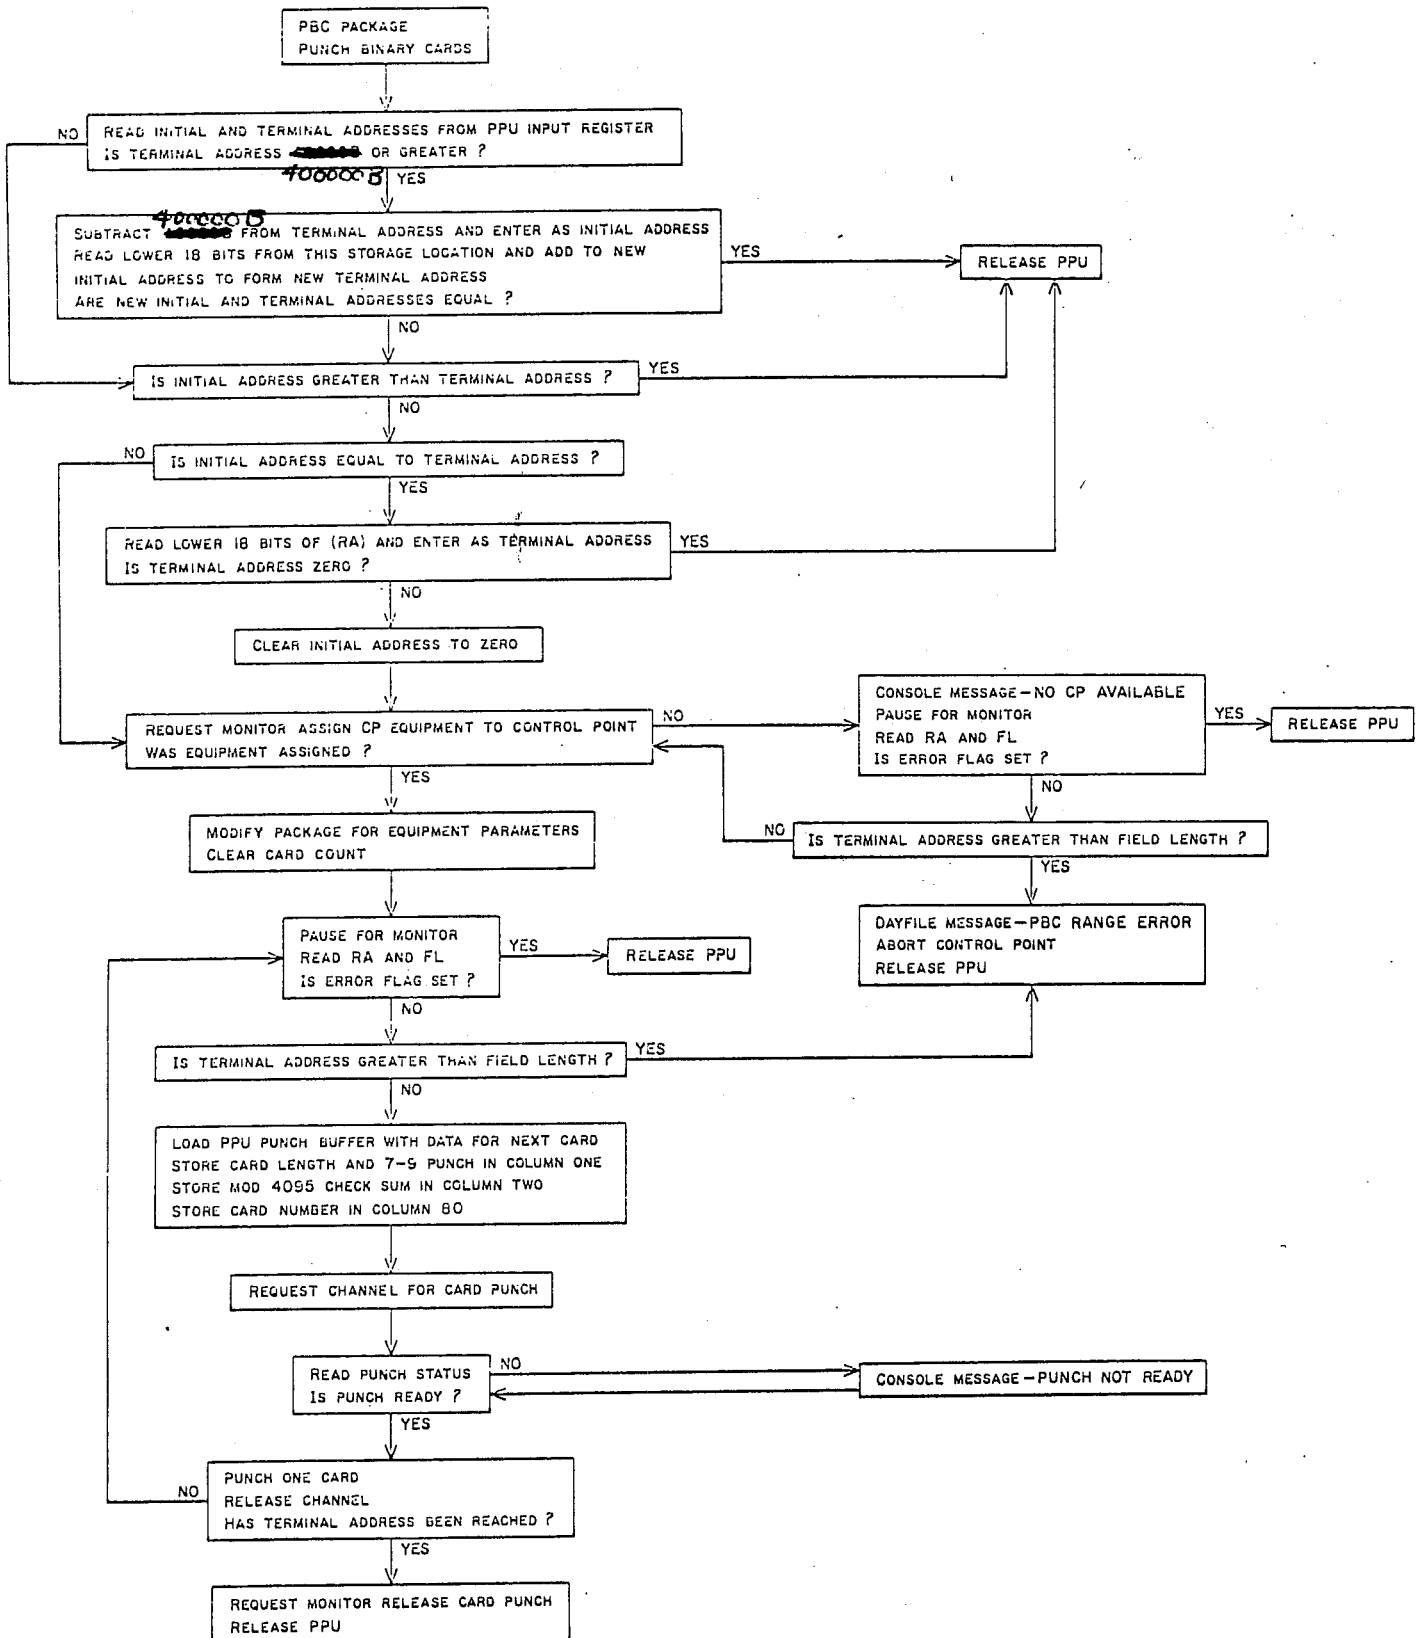 PBC PACKAGE
PUNCH BINARY CARDS
NO
READ INITIAL AND TERMINAL ADDRESSES FROM PPU INPUT REGISTER
IS TERMINAL ADDRESS OR GREATER ?
400000B YES
400000B
SUBTRACT FROM TERMINAL ADDRESS AND ENTER AS INITIAL ADDRESS
READ LOWER 18 BITS FROM THIS STORAGE LOCATION AND ADD TO NEW
INITIAL ADDRESS TO FORM NEW TERMINAL ADDRESS
ARE NEW INITIAL AND TERMINAL ADDRESSES EQUAL ?
YES
RELEASE PPU
NO
IS INITIAL ADDRESS GREATER THAN TERMINAL ADDRESS ?
YES
NO
NO
IS INITIAL ADDRESS EQUAL TO TERMINAL ADDRESS ?
YES
READ LOWER 18 BITS OF (RA) AND ENTER AS TERMINAL ADDRESS
IS TERMINAL ADDRESS ZERO ?
YES
NO
CLEAR INITIAL ADDRESS TO ZERO
REQUEST MONITOR ASSIGN CP EQUIPMENT TO CONTROL POINT
WAS EQUIPMENT ASSIGNED ?
NO
CONSOLE MESSAGE—NO CP AVAILABLE
PAUSE FOR MONITOR
READ RA AND FL
IS ERROR FLAG SET ?
YES
RELEASE PPU
YES
NO
MODIFY PACKAGE FOR EQUIPMENT PARAMETERS
CLEAR CARD COUNT
NO
IS TERMINAL ADDRESS GREATER THAN FIELD LENGTH ?
YES
PAUSE FOR MONITOR
READ RA AND FL
IS ERROR FLAG SET ?
YES
RELEASE PPU
DAYFILE MESSAGE—PBC RANGE ERROR
ABORT CONTROL POINT
RELEASE PPU
NO
IS TERMINAL ADDRESS GREATER THAN FIELD LENGTH ?
YES
NO
LOAD PPU PUNCH BUFFER WITH DATA FOR NEXT CARD
STORE CARD LENGTH AND 7-9 PUNCH IN COLUMN ONE
STORE MOD 4095 CHECK SUM IN COLUMN TWO
STORE CARD NUMBER IN COLUMN 80
REQUEST CHANNEL FOR CARD PUNCH
READ PUNCH STATUS
IS PUNCH READY ?
NO
CONSOLE MESSAGE—PUNCH NOT READY
YES
NO
PUNCH ONE CARD
RELEASE CHANNEL
HAS TERMINAL ADDRESS BEEN REACHED ?
YES
REQUEST MONITOR RELEASE CARD PUNCH
RELEASE PPU